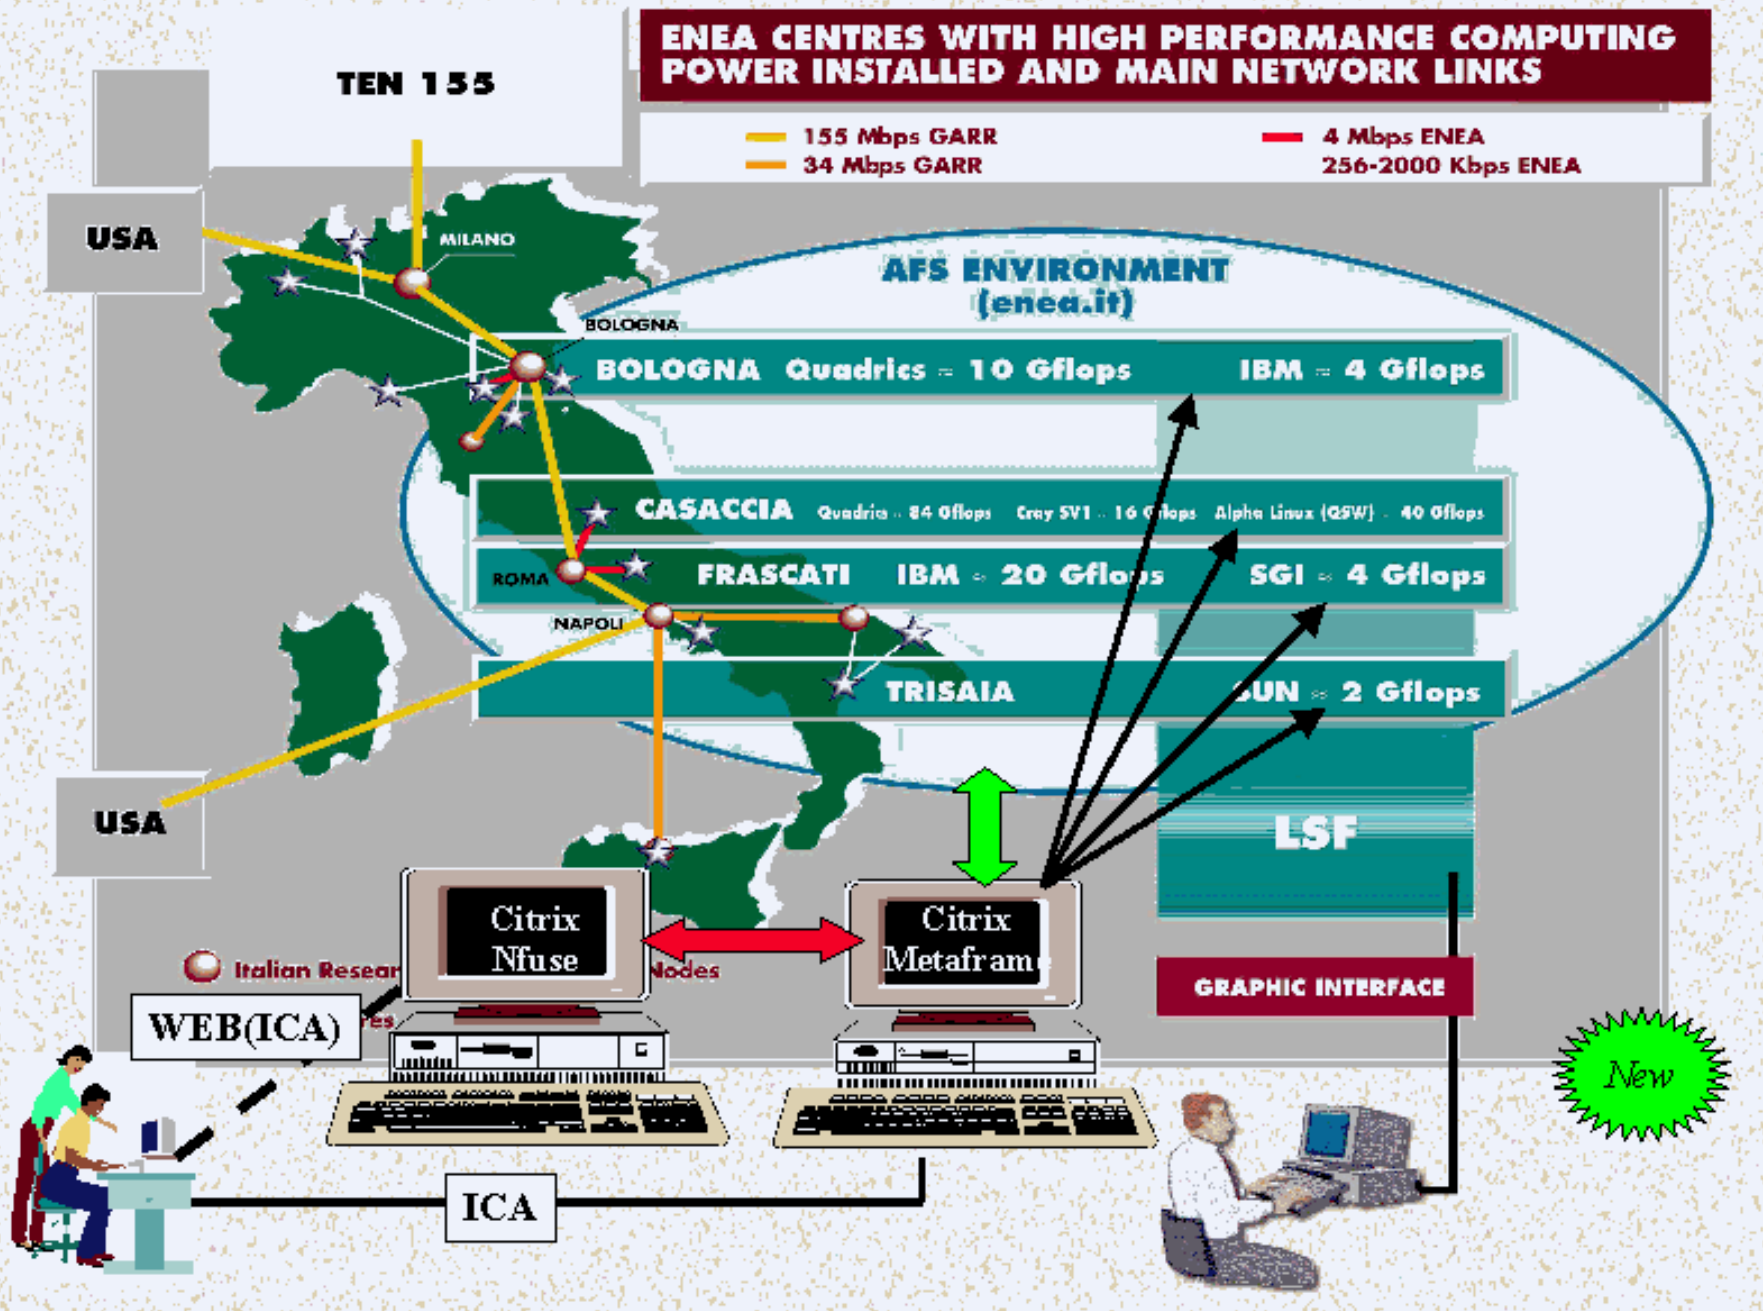 ENEA CENTRES WITH HIGH PERFORMANCE COMPUTING
POWER INSTALLED AND MAIN NETWORK LINKS
TEN 155
155 Mbps GARR
4 Mbps ENEA
34 Mbps GARR
256-2000 Kbps ENEA
USA
MILANO
AFS ENVIRONMENT
(enea.it)
BOLOGNA
BOLOGNA Quadrics ≈ 10 Gflops IBM ≈ 4 Gflops
CASACCIA Quadrics ≈ 84 Gflops Cray SV1 ≈ 16 Gflops Alpha Linux (QSW) ≈ 40 Gflops
ROMA
FRASCATI IBM ≈ 20 Gflops SGI ≈ 4 Gflops
NAPOLI
TRISAIA SUN ≈ 2 Gflops
USA
LSF
Citrix
Nfuse
Citrix
Metafram
Italian Resear
Nodes
GRAPHIC INTERFACE
WEB(ICA)
res
New
ICA